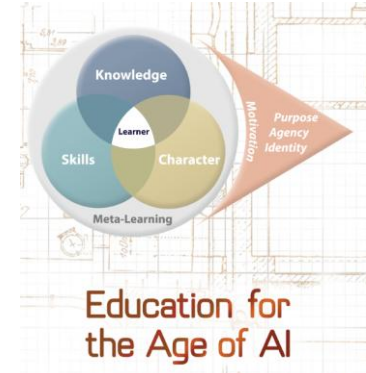 Knowledge
Learner
Skills
Character
Meta-Learning
Motivation
Purpose
Agency
Identity
Education for
the Age of AI